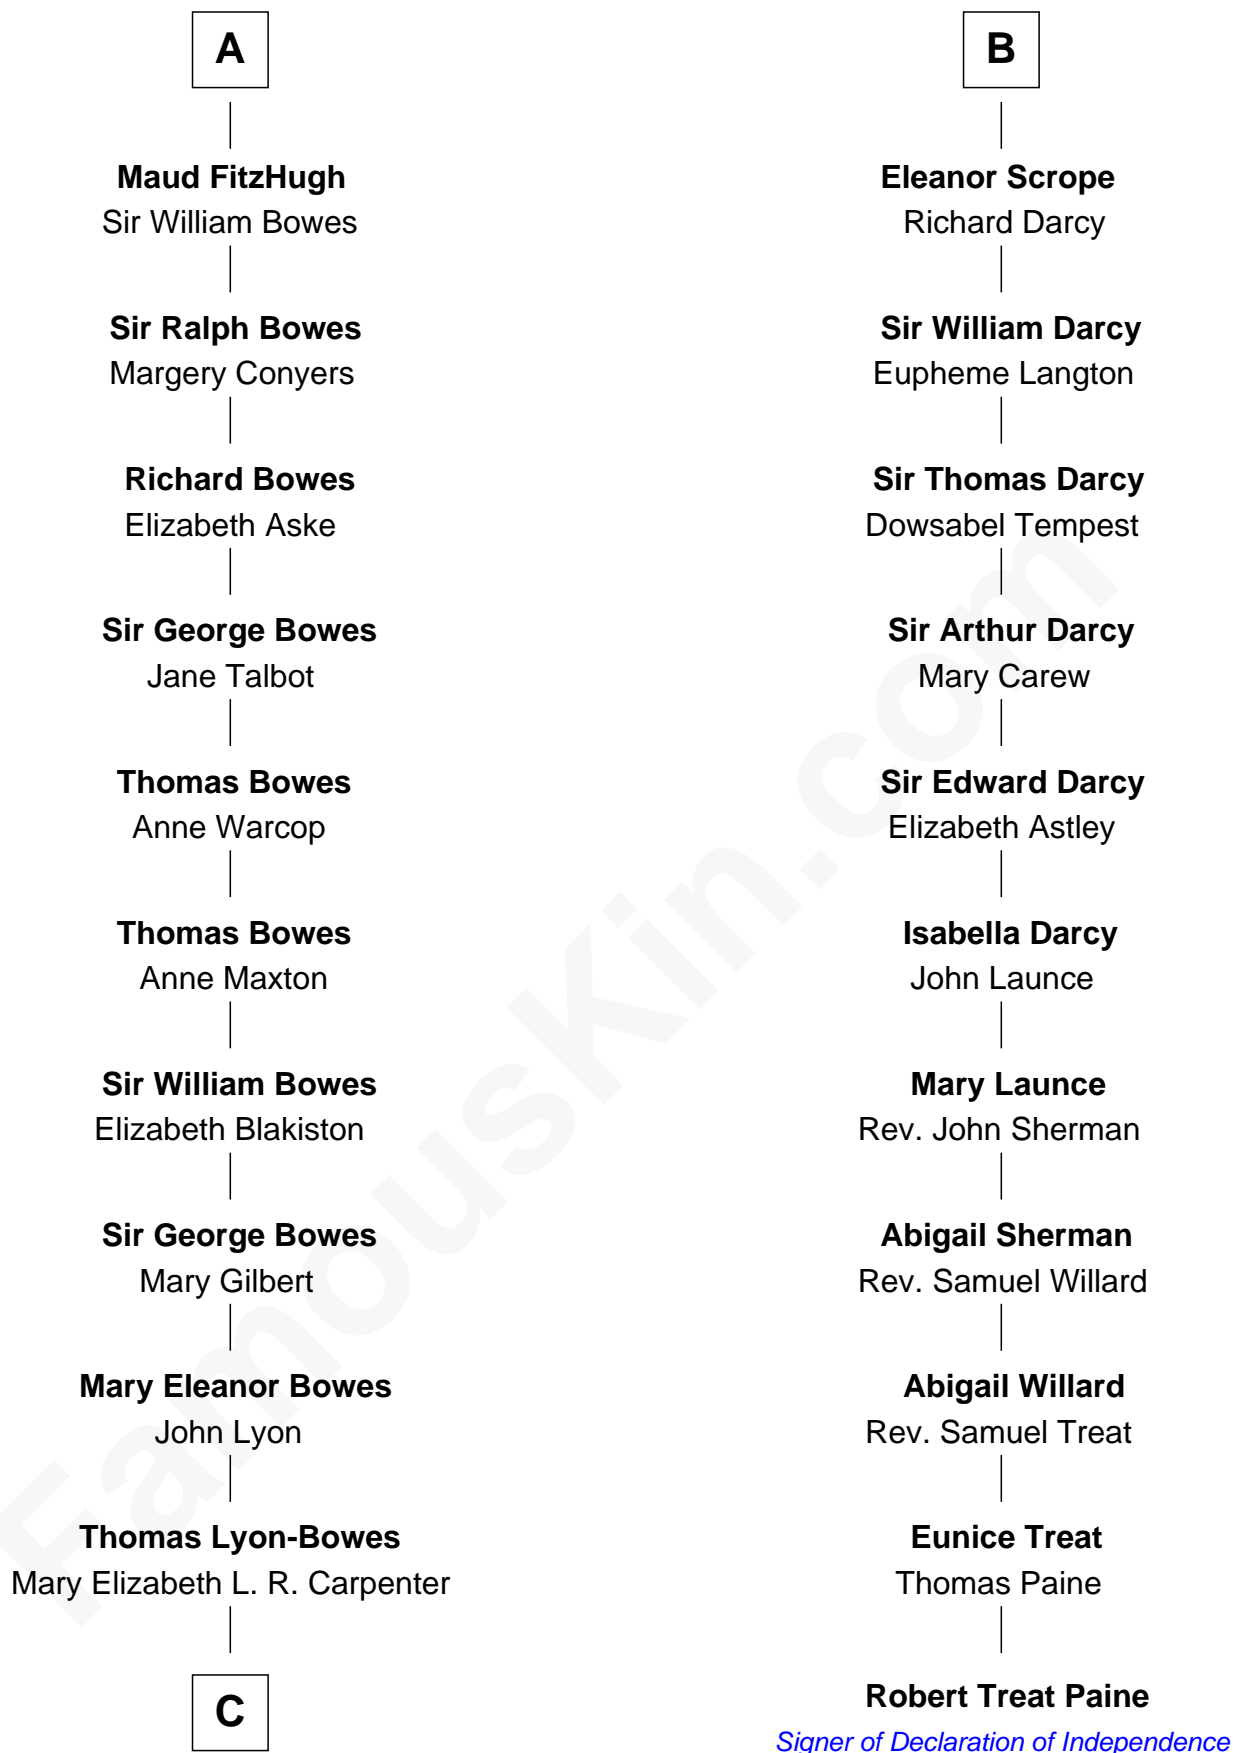 A
Maud FitzHugh
Sir William Bowes
Sir Ralph Bowes
Margery Conyers
Richard Bowes
Elizabeth Aske
Sir George Bowes
Jane Talbot
Thomas Bowes
Anne Warcop
Thomas Bowes
Anne Maxton
Sir William Bowes
Elizabeth Blakiston
Sir George Bowes
Mary Gilbert
Mary Eleanor Bowes
John Lyon
Thomas Lyon-Bowes
Mary Elizabeth L. R. Carpenter
C
B
Eleanor Scrope
Richard Darcy
Sir William Darcy
Eupheme Langton
Sir Thomas Darcy
Dowsabel Tempest
Sir Arthur Darcy
Mary Carew
Sir Edward Darcy
Elizabeth Astley
Isabella Darcy
John Launce
Mary Launce
Rev. John Sherman
Abigail Sherman
Rev. Samuel Willard
Abigail Willard
Rev. Samuel Treat
Eunice Treat
Thomas Paine
Robert Treat Paine
Signer of Declaration of Independence
FamousKin.com